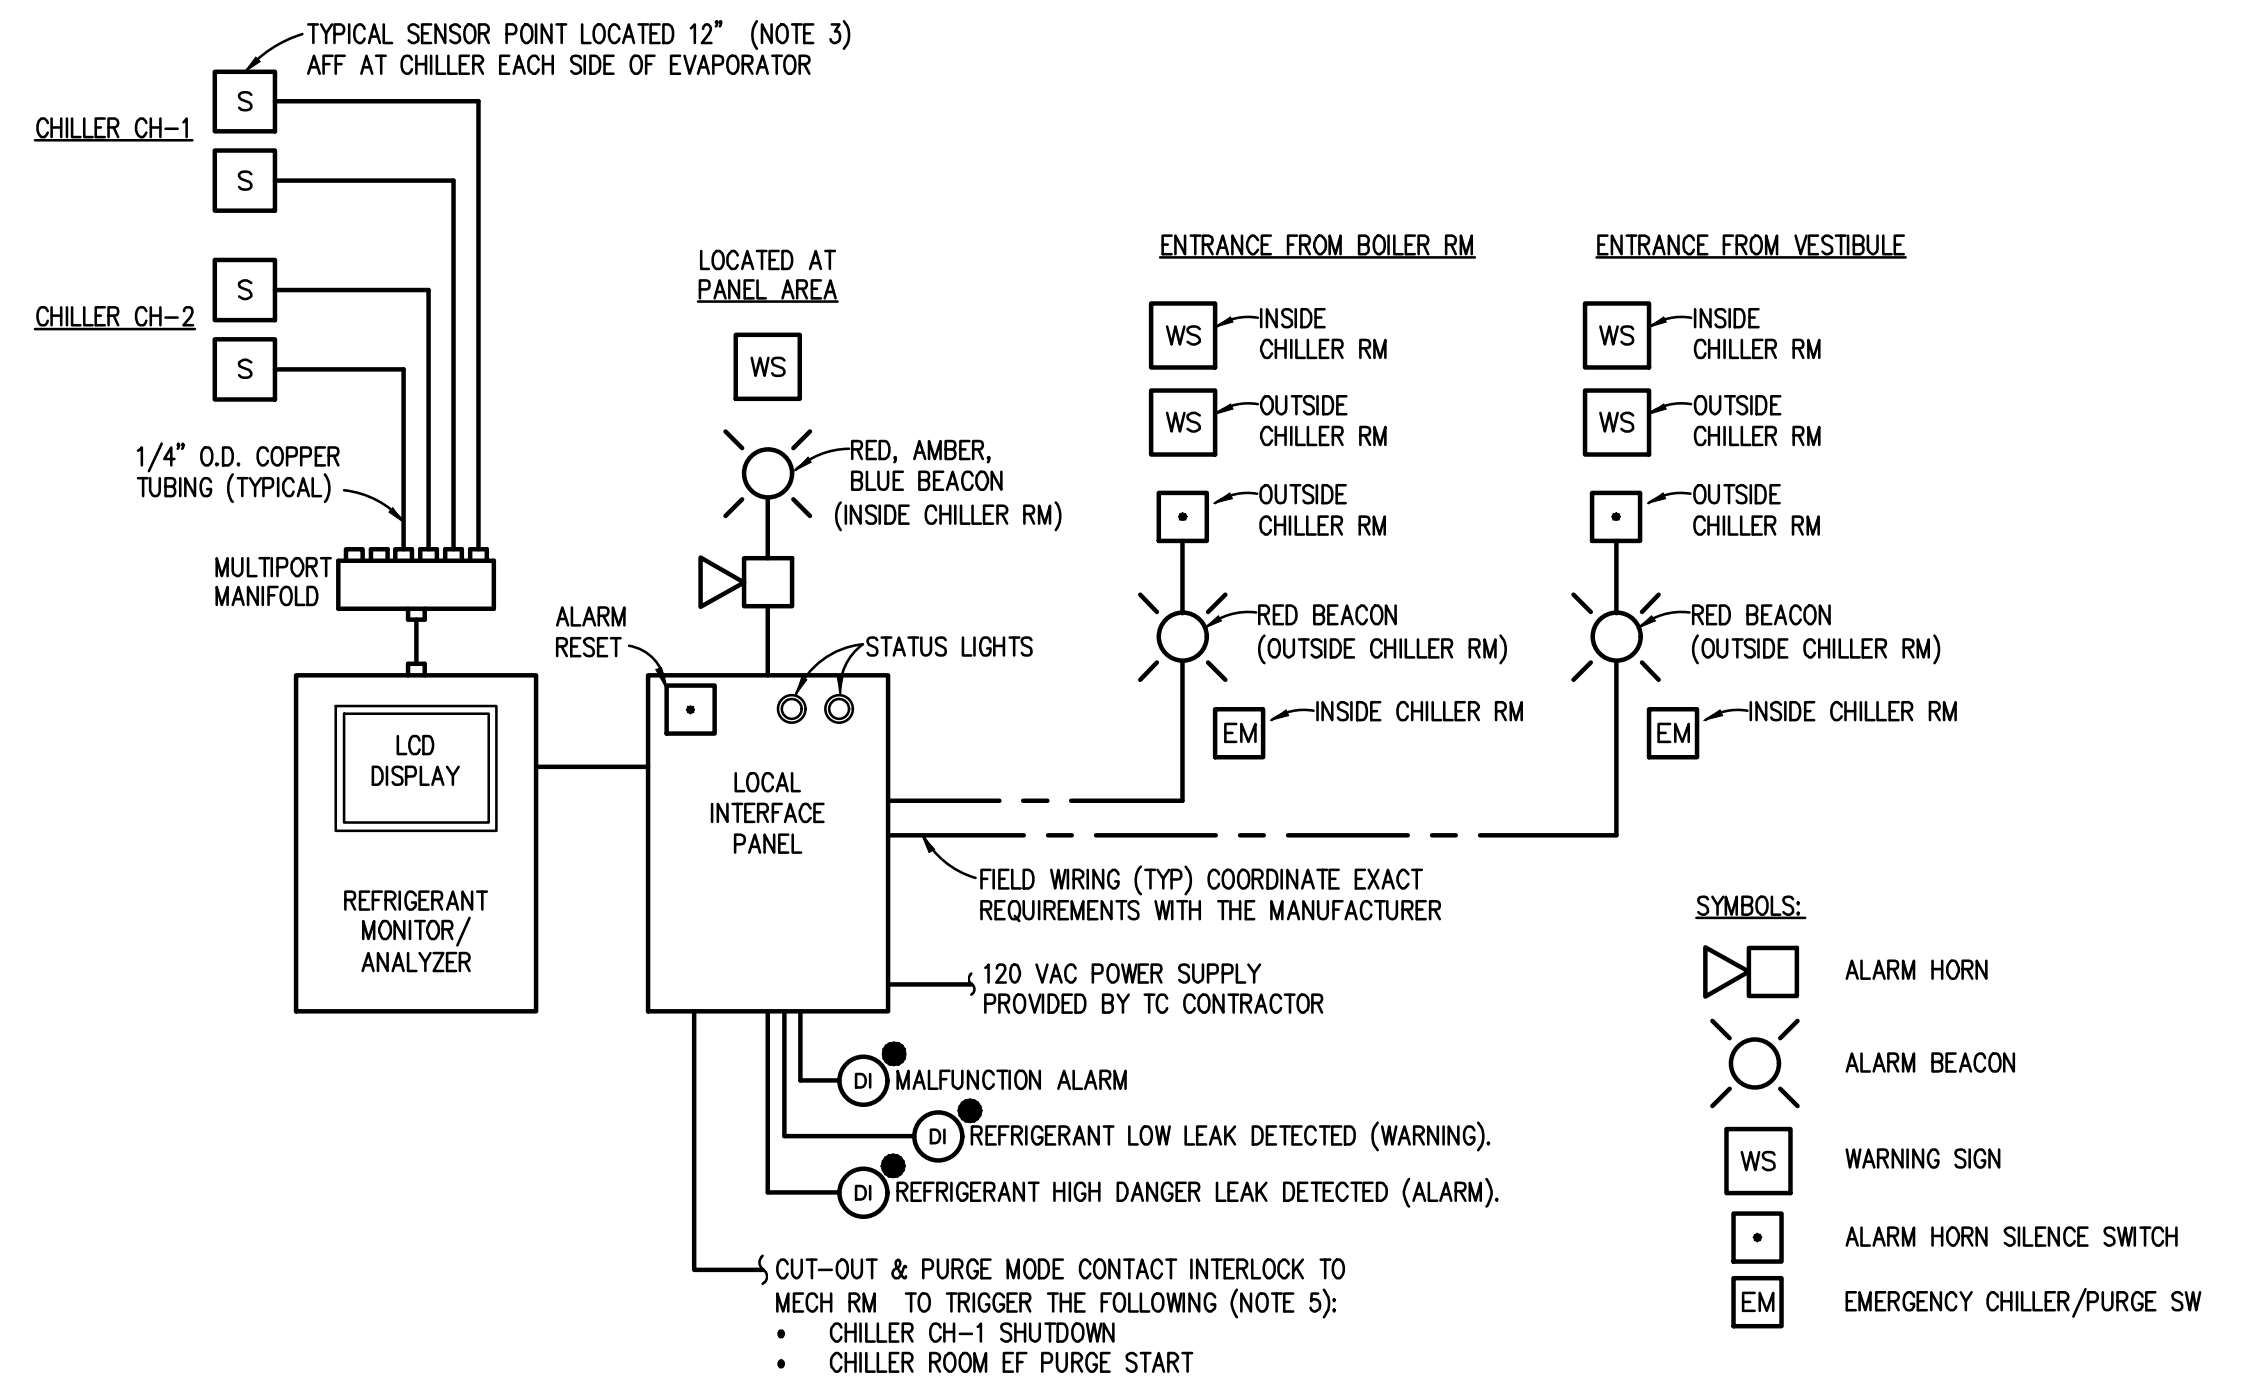 TYPICAL SENSOR POINT LOCATED 12" (NOTE 3)
AFF AT CHILLER EACH SIDE OF EVAPORATOR
S
CHILLER CH-1
S
S
CHILLER CH-2
S
1/4" O.D. COPPER
TUBING (TYPICAL)
MULTIPORT
MANIFOLD
LCD
DISPLAY
REFRIGERANT
MONITOR/
ANALYZER
LOCATED AT
PANEL AREA
WS
RED, AMBER,
BLUE BEACON
(INSIDE CHILLER RM)
ALARM
RESET
STATUS LIGHTS
LOCAL
INTERFACE
PANEL
ENTRANCE FROM BOILER RM
WS
INSIDE
CHILLER RM
WS
OUTSIDE
CHILLER RM
OUTSIDE
CHILLER RM
RED BEACON
(OUTSIDE CHILLER RM)
EM
INSIDE CHILLER RM
ENTRANCE FROM VESTIBULE
WS
INSIDE
CHILLER RM
WS
OUTSIDE
CHILLER RM
OUTSIDE
CHILLER RM
RED BEACON
(OUTSIDE CHILLER RM)
EM
INSIDE CHILLER RM
FIELD WIRING (TYP) COORDINATE EXACT
REQUIREMENTS WITH THE MANUFACTURER
120 VAC POWER SUPPLY
PROVIDED BY TC CONTRACTOR
DI MALFUNCTION ALARM
DI REFRIGERANT LOW LEAK DETECTED (WARNING).
DI REFRIGERANT HIGH DANGER LEAK DETECTED (ALARM).
CUT-OUT & PURGE MODE CONTACT INTERLOCK TO
MECH RM TO TRIGGER THE FOLLOWING (NOTE 5):
• CHILLER CH-1 SHUTDOWN
• CHILLER ROOM EF PURGE START
SYMBOLS:
ALARM HORN
ALARM BEACON
WS WARNING SIGN
ALARM HORN SILENCE SWITCH
EM EMERGENCY CHILLER/PURGE SW